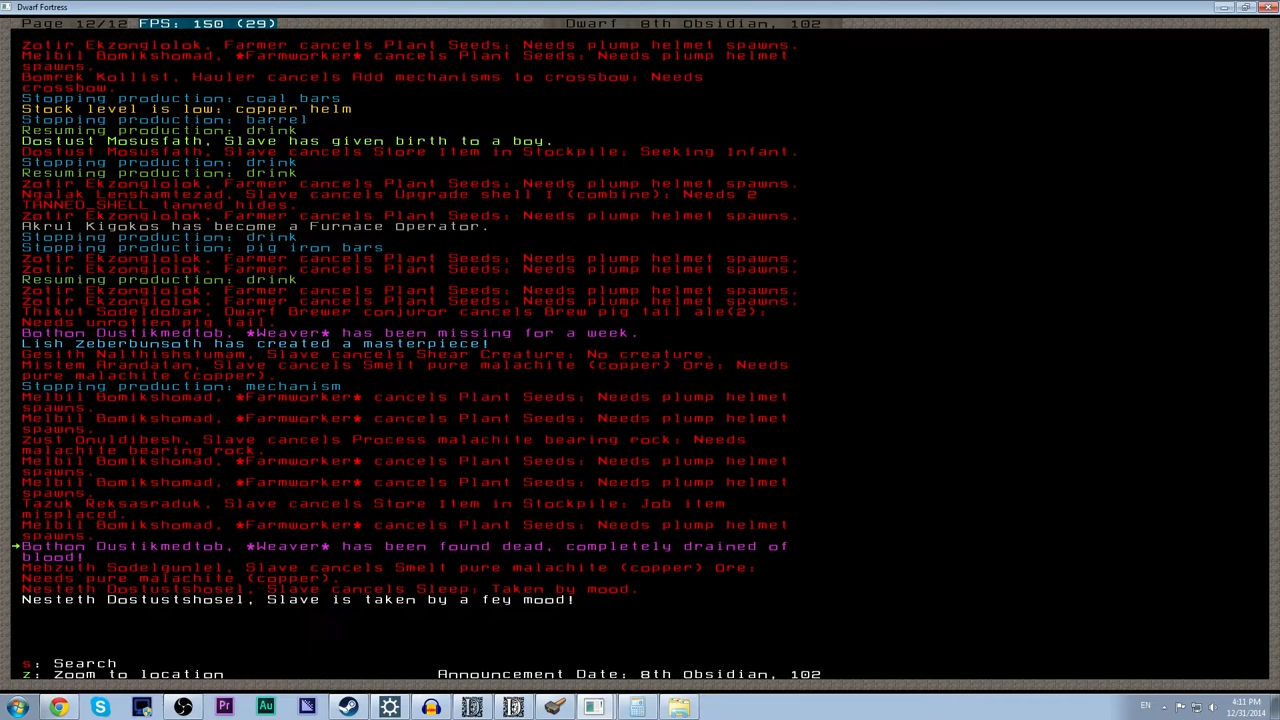 Dwarf Fortress
Page 12/12 FPS: 150 (29) Dwarf 8th Obsidian, 102
Zotir Ekzonglolok, Farmer cancels Plant Seeds: Needs plump helmet spawns.
Melbil Bomikshomad, *Farmworker* cancels Plant Seeds: Needs plump helmet
spawns.
Bomrek Kollist, Hauler cancels Add mechanisms to crossbow: Needs
crossbow.
Stopping production: coal bars
Stock level is low: copper helm
Stopping production: barrel
Resuming production: drink
Dostust Mosusfath, Slave has given birth to a boy.
Dostust Mosusfath, Slave cancels Store Item in Stockpile: Seeking Infant.
Stopping production: drink
Resuming production: drink
Zotir Ekzonglolok, Farmer cancels Plant Seeds: Needs plump helmet spawns.
Ngalak Lenshamtezad, Slave cancels Upgrade shell I (combine): Needs 2
TANNED_SHELL tanned hides.
Zotir Ekzonglolok, Farmer cancels Plant Seeds: Needs plump helmet spawns.
Akrul Kigokos has become a Furnace Operator.
Stopping production: drink
Stopping production: pig iron bars
Zotir Ekzonglolok, Farmer cancels Plant Seeds: Needs plump helmet spawns.
Zotir Ekzonglolok, Farmer cancels Plant Seeds: Needs plump helmet spawns.
Resuming production: drink
Zotir Ekzonglolok, Farmer cancels Plant Seeds: Needs plump helmet spawns.
Zotir Ekzonglolok, Farmer cancels Plant Seeds: Needs plump helmet spawns.
Thikut Sodeldobar, Dwarf Brewer conjuror cancels Brew pig tail ale(2):
Needs unrotten pig tail.
Bothon Dustikmedtob, *Weaver* has been missing for a week.
Lish Zeberbunsoth has created a masterpiece!
Gesith Nalthishstumam, Slave cancels Shear Creature: No creature.
Mistem Arandatan, Slave cancels Smelt pure malachite (copper) Ore: Needs
pure malachite (copper).
Stopping production: mechanism
Melbil Bomikshomad, *Farmworker* cancels Plant Seeds: Needs plump helmet
spawns.
Melbil Bomikshomad, *Farmworker* cancels Plant Seeds: Needs plump helmet
spawns.
Zust Onuldibesh, Slave cancels Process malachite bearing rock: Needs
malachite bearing rock.
Melbil Bomikshomad, *Farmworker* cancels Plant Seeds: Needs plump helmet
spawns.
Melbil Bomikshomad, *Farmworker* cancels Plant Seeds: Needs plump helmet
spawns.
Tazuk Reksasraduk, Slave cancels Store Item in Stockpile: Job item
misplaced.
Melbil Bomikshomad, *Farmworker* cancels Plant Seeds: Needs plump helmet
spawns.
Bothon Dustikmedtob, *Weaver* has been found dead, completely drained of
blood!
Mebzuth Sodelgunlel, Slave cancels Smelt pure malachite (copper) Ore:
Needs pure malachite (copper).
Nesteth Dostustshosel, Slave cancels Sleep: Taken by mood.
Nesteth Dostustshosel, Slave is taken by a fey mood!
s: Search
z: Zoom to location Announcement Date: 8th Obsidian, 102
Pr Au EN 4:11 PM
12/31/2014